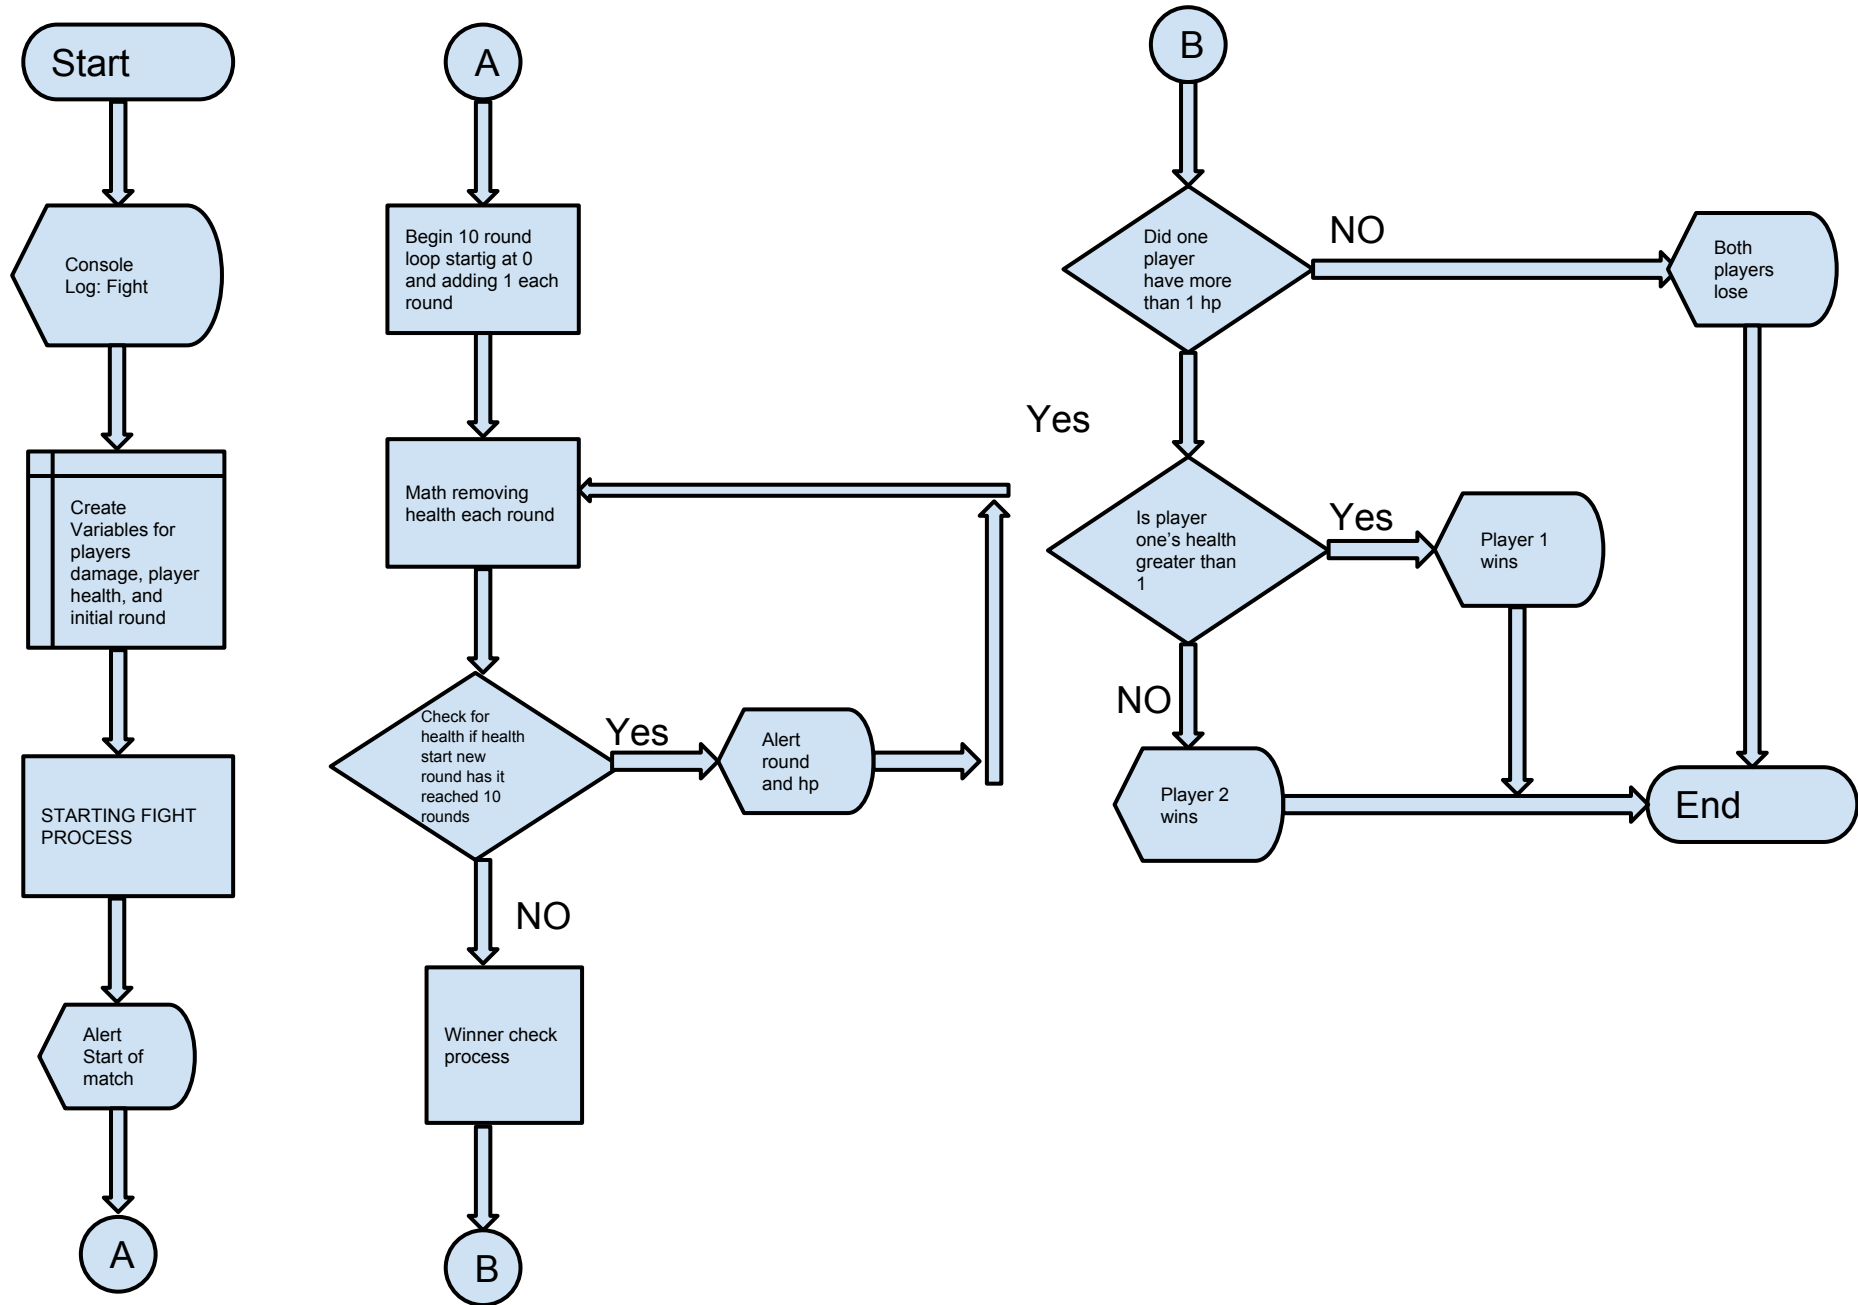 Start
Console
Log: Fight
Create
Variables for
players
damage, player
health, and
initial round
STARTING FIGHT
PROCESS
Alert
Start of
match
A
A
Begin 10 round
loop startig at 0
and adding 1 each
round
Math removing
health each round
Check for
health if health
start new
round has it
reached 10
rounds
Yes
Alert
round
and hp
NO
Winner check
process
B
B
Did one
player
have more
than 1 hp
NO
Both
players
lose
Yes
Is player
one’s health
greater than
1
Yes
Player 1
wins
NO
Player 2
wins
End